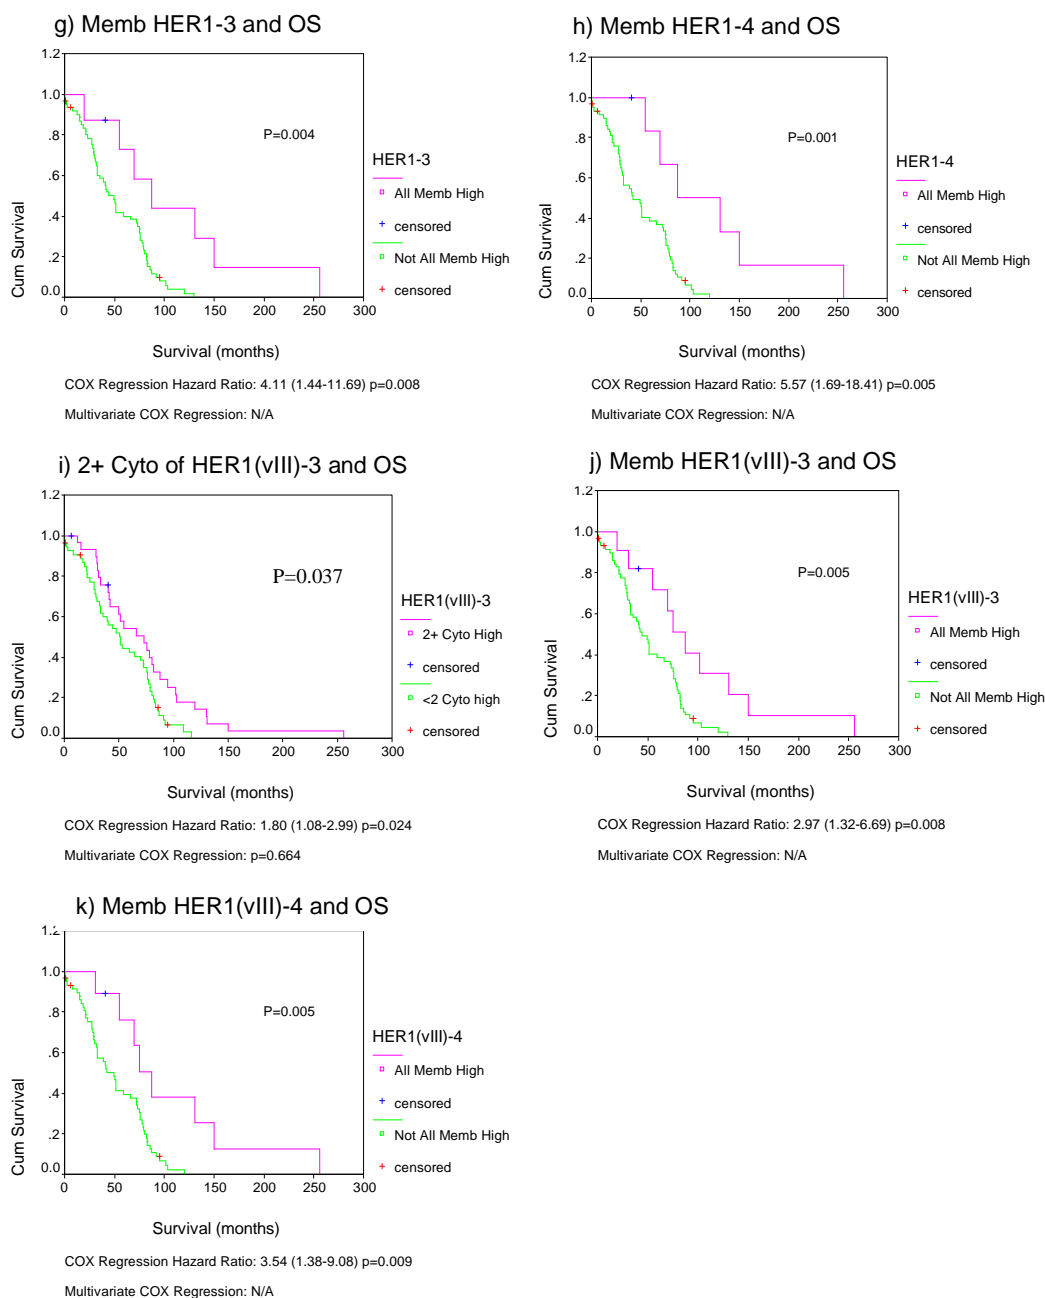 g) Memb HER1-3 and OS
1.2
1.0
.8
.6
.4
.2
0.0
Cum Survival
P=0.004
0 50 100 150 200 250 300
Survival (months)
HER1-3
All Memb High
censored
Not All Memb High
censored
COX Regression Hazard Ratio: 4.11 (1.44-11.69) p=0.008
Multivariate COX Regression: N/A
h) Memb HER1-4 and OS
1.2
1.0
.8
.6
.4
.2
0.0
Cum Survival
P=0.001
0 50 100 150 200 250 300
Survival (months)
HER1-4
All Memb High
censored
Not All Memb High
censored
COX Regression Hazard Ratio: 5.57 (1.69-18.41) p=0.005
Multivariate COX Regression: N/A
i) 2+ Cyto of HER1(vIII)-3 and OS
1.2
1.0
.8
.6
.4
.2
0.0
Cum Survival
P=0.037
0 50 100 150 200 250 300
Survival (months)
HER1(vIII)-3
2+ Cyto High
censored
<2 Cyto high
censored
COX Regression Hazard Ratio: 1.80 (1.08-2.99) p=0.024
Multivariate COX Regression: p=0.664
j) Memb HER1(vIII)-3 and OS
1.2
1.0
.8
.6
.4
.2
0.0
Cum Survival
P=0.005
0 50 100 150 200 250 300
Survival (months)
HER1(vIII)-3
All Memb High
censored
Not All Memb High
censored
COX Regression Hazard Ratio: 2.97 (1.32-6.69) p=0.008
Multivariate COX Regression: N/A
k) Memb HER1(vIII)-4 and OS
1.2
1.0
.8
.6
.4
.2
0.0
Cum Survival
P=0.005
0 50 100 150 200 250 300
Survival (months)
HER1(vIII)-4
All Memb High
censored
Not All Memb High
censored
COX Regression Hazard Ratio: 3.54 (1.38-9.08) p=0.009
Multivariate COX Regression: N/A